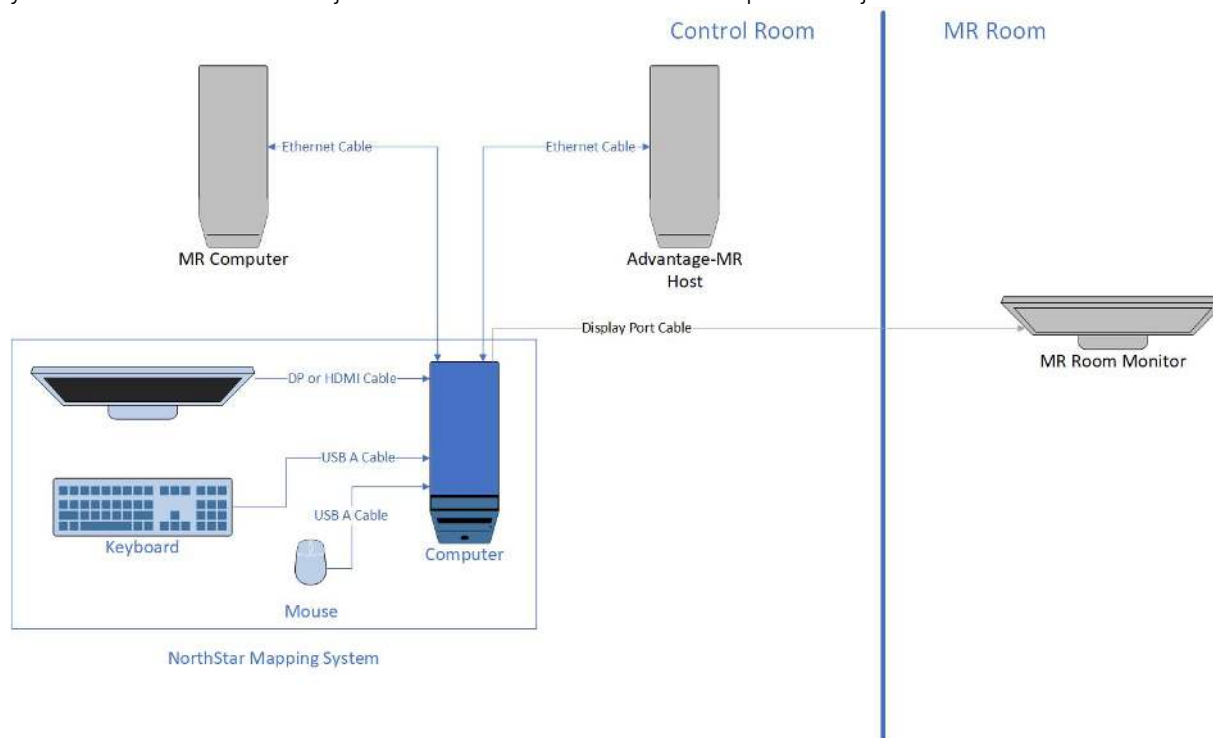 Control Room
MR Room
Ethernet Cable
Ethernet Cable
MR Computer
Advantage-MR
Host
Display Port Cable
MR Room Monitor
DP or HDMI Cable
USB A Cable
USB A Cable
Keyboard
Computer
Mouse
NorthStar Mapping System